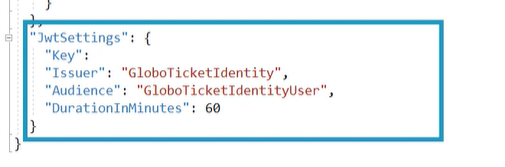 }
},
"JwtSettings": {
"Key":
"Issuer": "GloboTicketIdentity",
"Audience": "GloboTicketIdentityUser",
"DurationInMinutes": 60
}
}